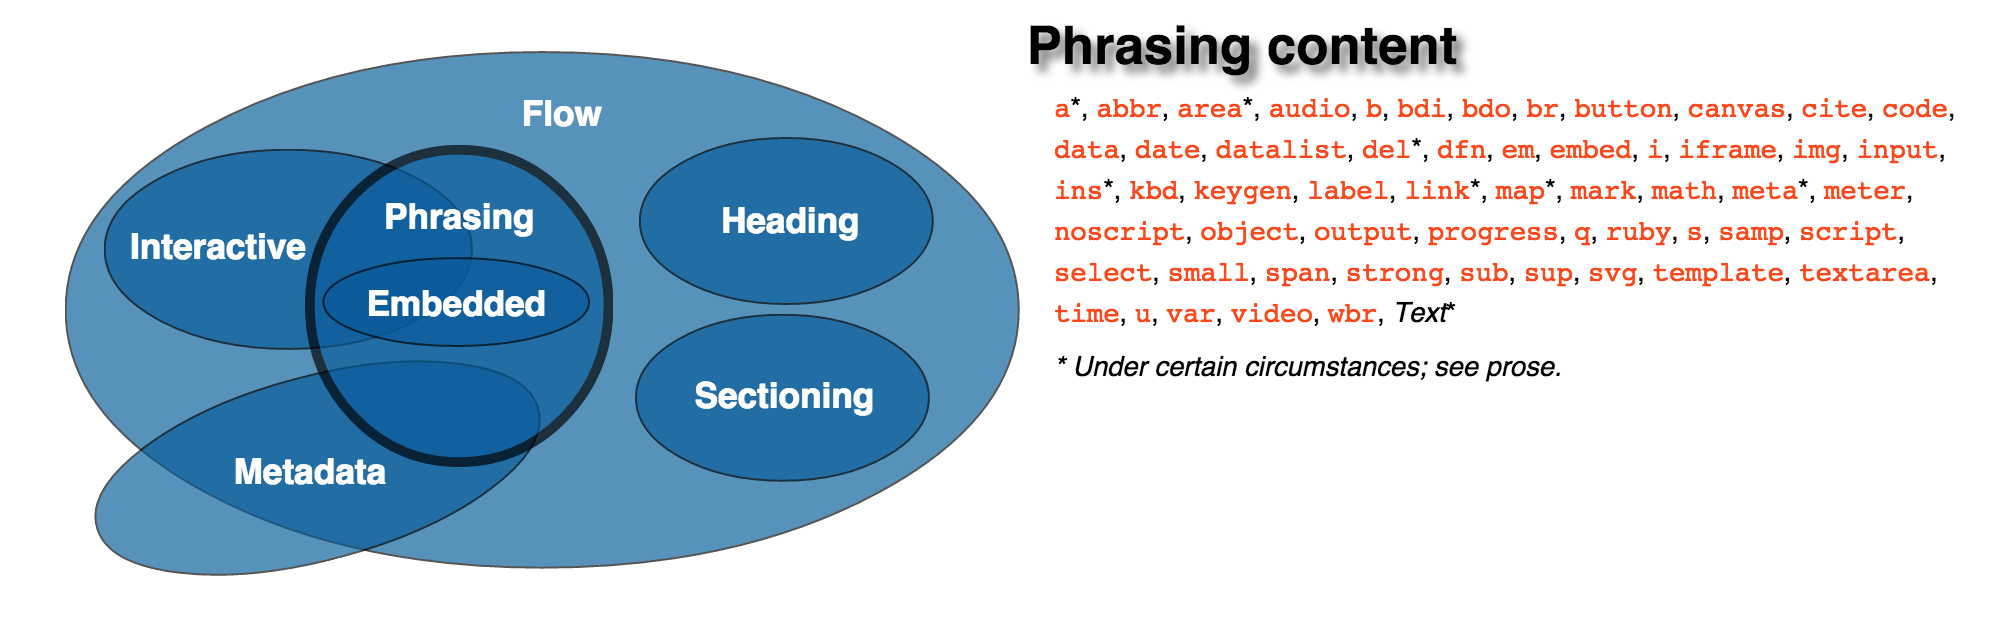 Flow
Phrasing
Interactive
Embedded
Heading
Sectioning
Metadata
Phrasing content
a*, abbr, area*, audio, b, bdi, bdo, br, button, canvas, cite, code,
data, date, datalist, del*, dfn, em, embed, i, iframe, img, input,
ins*, kbd, keygen, label, link*, map*, mark, math, meta*, meter,
noscript, object, output, progress, q, ruby, s, samp, script,
select, small, span, strong, sub, sup, svg, template, textarea,
time, u, var, video, wbr, Text*
* Under certain circumstances; see prose.